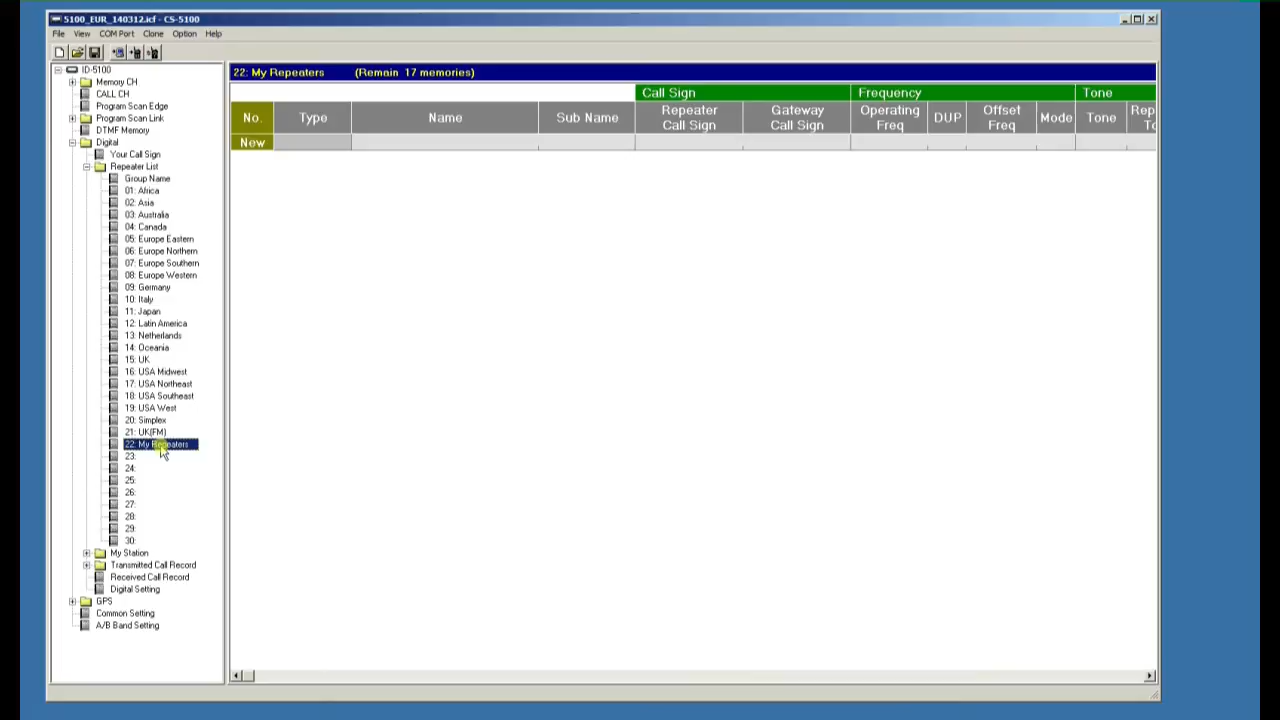 5100_EUR_140312.icf - CS-5100
File View COM Port Clone Option Help
ID-5100
Memory CH
CALL CH
Program Scan Edge
Program Scan Link
DTMF Memory
Digital
Your Call Sign
Repeater List
Group Name
01: Africa
02: Asia
03: Australia
04: Canada
05: Europe Eastern
06: Europe Northern
07: Europe Southern
08: Europe Western
09: Germany
10: Italy
11: Japan
12: Latin America
13: Netherlands
14: Oceania
15: UK
16: USA Midwest
17: USA Northeast
18: USA Southeast
19: USA West
20: Simplex
21: UK(FM)
22: My Repeaters
23:
24:
25:
26:
27:
28:
29:
30:
My Station
Transmitted Call Record
Received Call Record
Digital Setting
GPS
Common Setting
A/B Band Setting
22: My Repeaters (Remain 17 memories)
Call Sign Frequency Tone
No. Type Name Sub Name Repeater Call Sign Gateway Call Sign Operating Freq DUP Offset Freq Mode Tone Rep
New